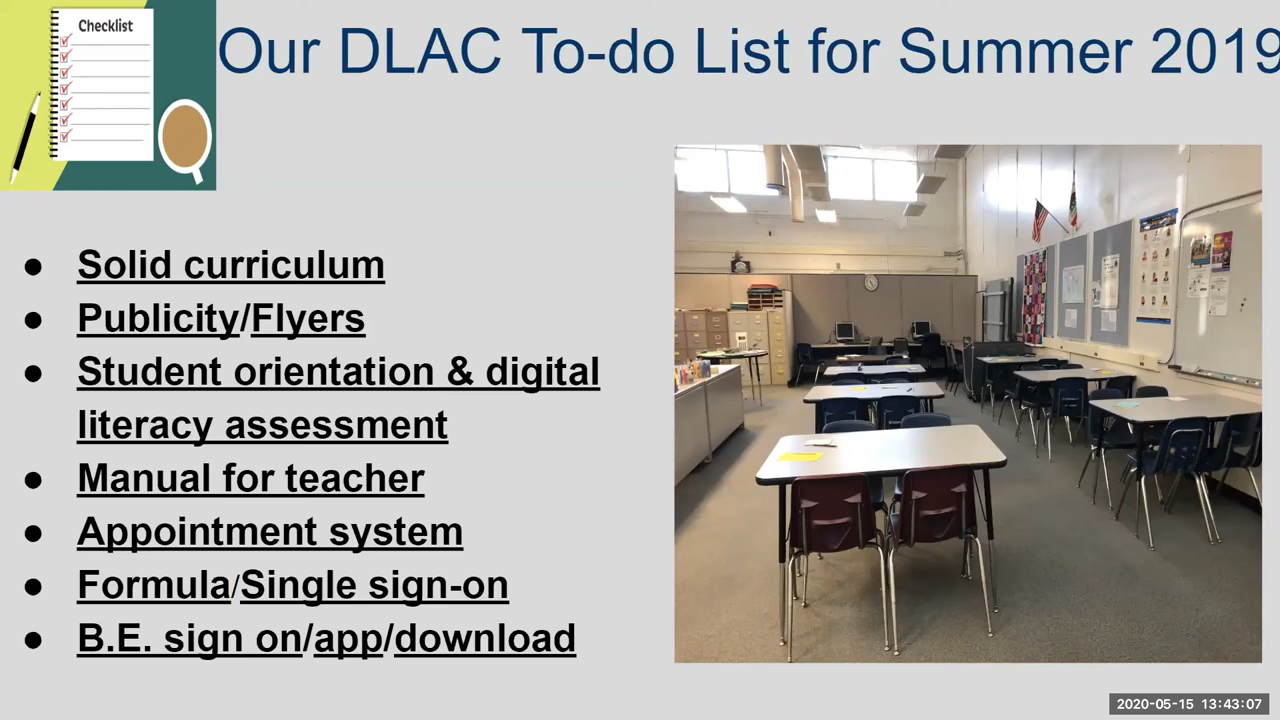 Checklist
Our DLAC To-do List for Summer 2019
● Solid curriculum
● Publicity/Flyers
● Student orientation & digital
literacy assessment
● Manual for teacher
● Appointment system
● Formula/Single sign-on
● B.E. sign on/app/download
2020-05-15 13:43:07